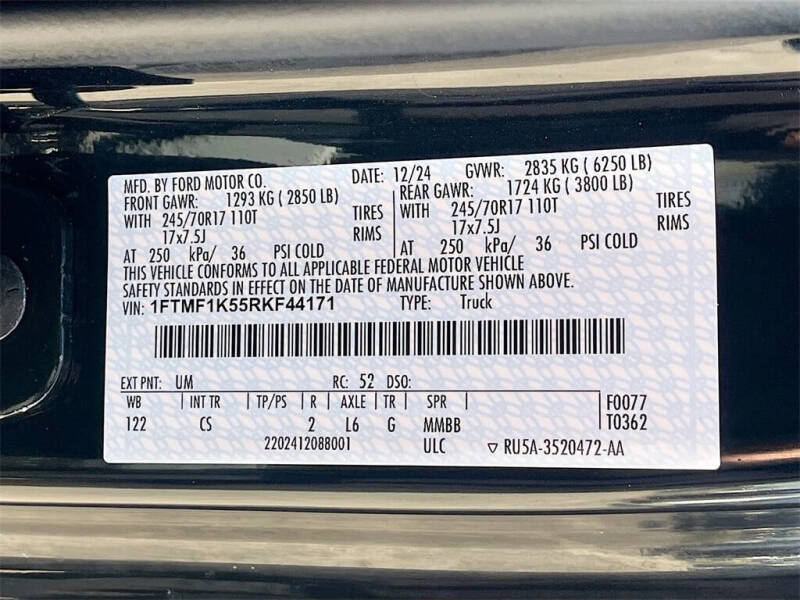 MFD. BY FORD MOTOR CO. DATE: 12/24 GVWR: 2835 KG ( 6250 LB)
FRONT GAWR: 1293 KG ( 2850 LB) REAR GAWR: 1724 KG ( 3800 LB)
WITH 245/70R17 110T TIRES WITH 245/70R17 110T TIRES
17x7.5J RIMS 17x7.5J RIMS
AT 250 kPa/ 36 PSI COLD AT 250 kPa/ 36 PSI COLD
THIS VEHICLE CONFORMS TO ALL APPLICABLE FEDERAL MOTOR VEHICLE
SAFETY STANDARDS IN EFFECT ON THE DATE OF MANUFACTURE SHOWN ABOVE.
VIN: 1FTMF1K55RKF44171 TYPE: Truck
EXT PNT: UM RC: 52 DSO:
WB INT TR TP/PS R AXLE TR SPR F0077
122 CS 2 L6 G MMBB T0362
2202412088001 ULC ▽ RU5A-3520472-AA